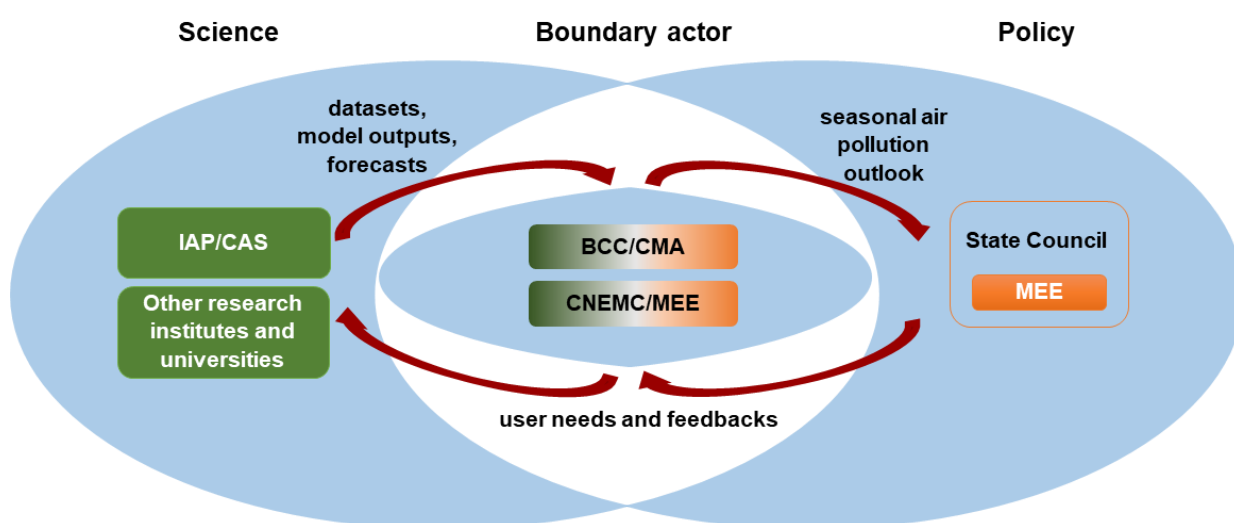 Science
Boundary actor
Policy
datasets,
model outputs,
forecasts
seasonal air
pollution
outlook
IAP/CAS
Other research
institutes and
universities
BCC/CMA
CNEMC/MEE
State Council
MEE
user needs and feedbacks